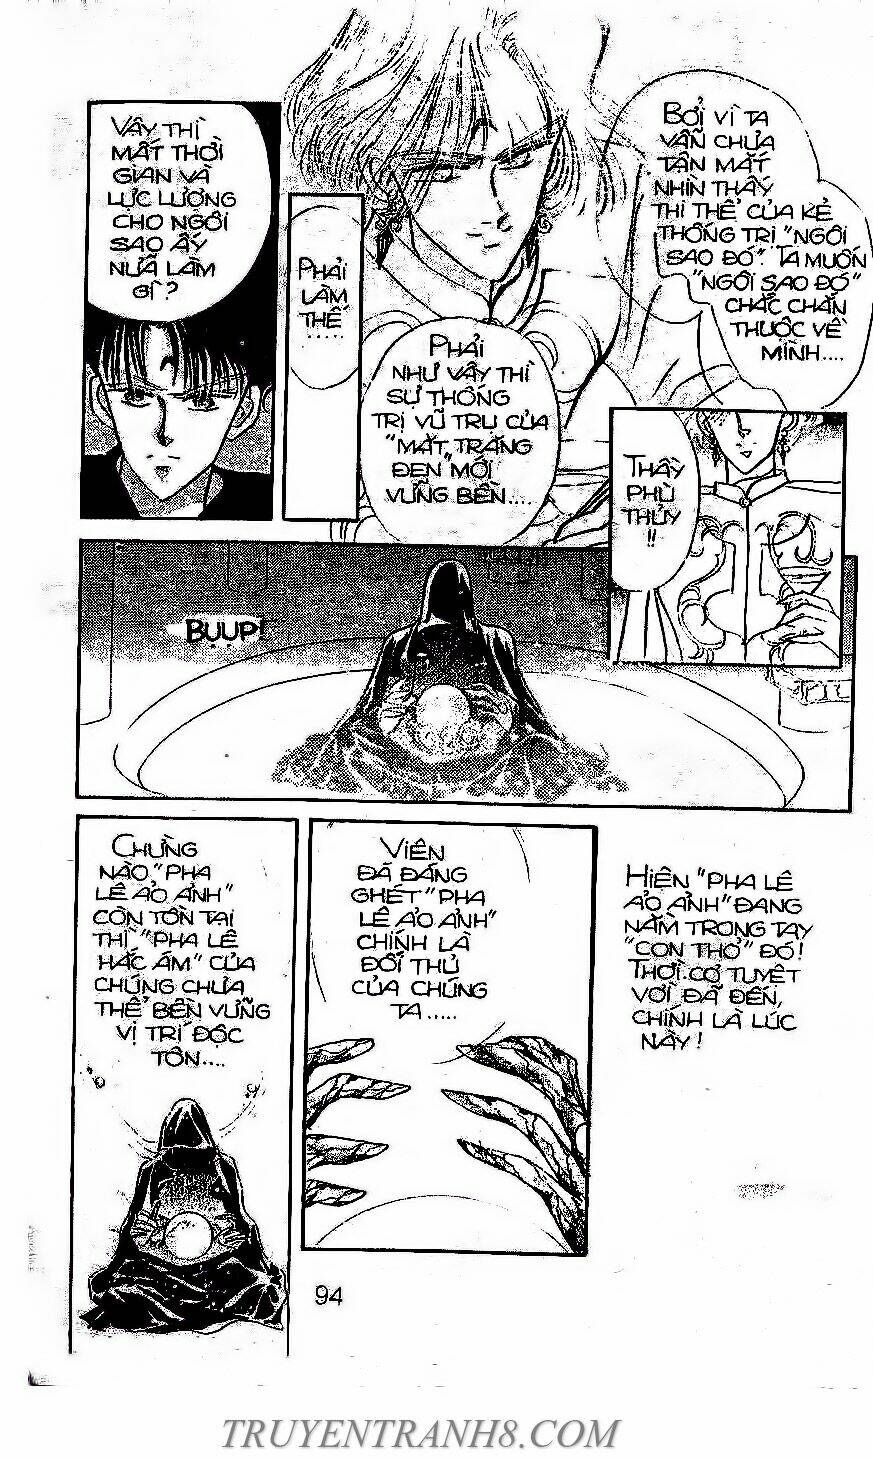 VẬY THÌ
MẤT THỜI
GIAN VÀ
LỰC LƯỢNG
CHO NGÔI
SAO ẤY
NỮA LÀM
GÌ?
BỞI VÌ TA
VẪN CHƯA
TẬN MẮT
NHÌN THẤY
THI THỂ CỦA KẺ
THỐNG TRỊ "NGÔI
SAO ĐÓ". TA MUỐN
"NGÔI SAO ĐÓ"
CHẮC CHẮN
THUỘC VỀ
MÌNH....
PHẢI
LÀM
THẾ
.....
PHẢI
NHƯ VẬY THÌ
SỰ THỐNG
TRỊ VŨ TRỤ CỦA
"MẶT TRĂNG
ĐEN" MỚI
VỮNG BỀN....
THẦY
PHÙ
THỦY
!!
BỤỤP!
CHỪNG
NÀO "PHA
LÊ ẢO ẢNH"
CÒN TỒN TẠI
THÌ "PHA LÊ
HẮC ÁM" CỦA
CHÚNG CHƯA
THỂ BỀN VỮNG
VỊ TRÍ ĐỘC
TÔN....
VIÊN
ĐÁ ĐÁNG
GHÉT "PHA
LÊ ẢO ẢNH"
CHÍNH LÀ
ĐỐI THỦ
CỦA CHÚNG
TA.....
HIỆN "PHA LÊ
ẢO ẢNH" ĐANG
NẰM TRONG TAY
"CON THỎ" ĐÓ!
THỜI CƠ TUYỆT
VỜI ĐÃ ĐẾN,
CHÍNH LÀ LÚC
NÀY!
94
TRUYENTRANH8.COM